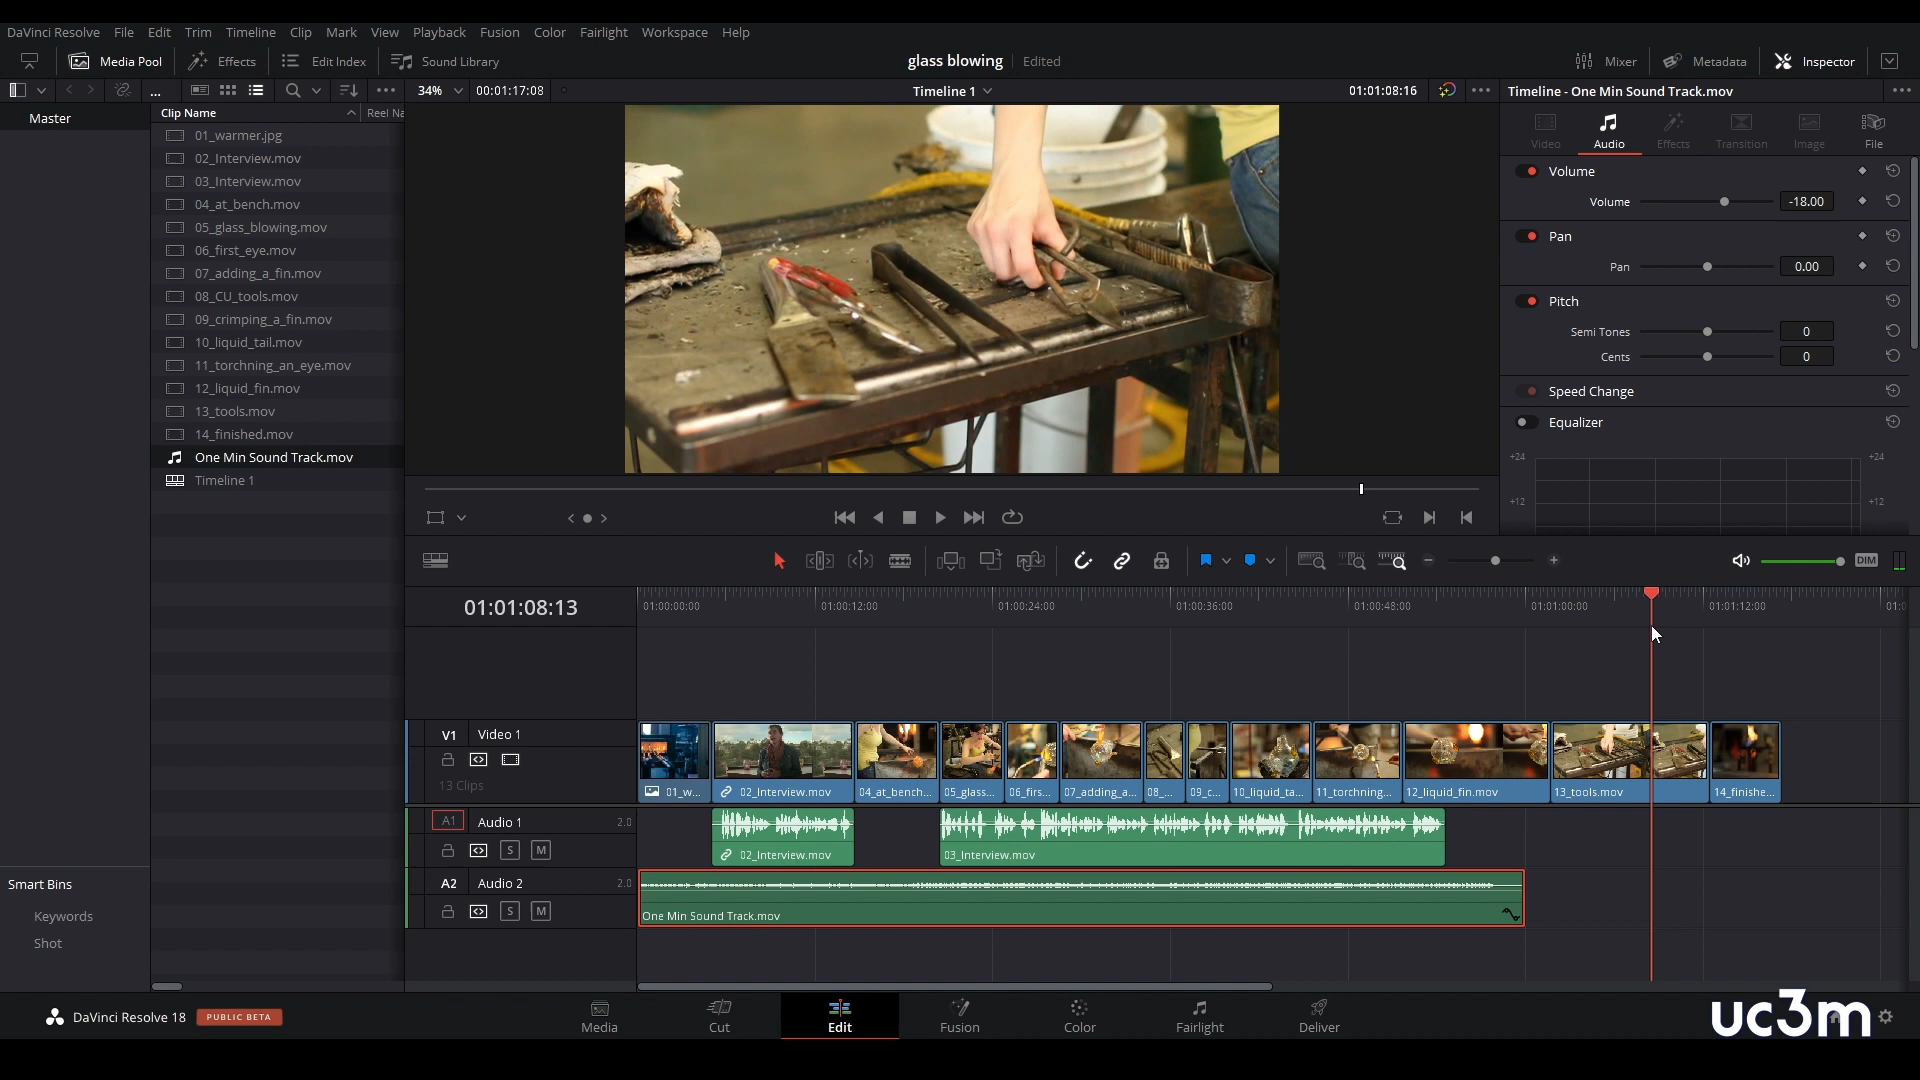 DaVinci Resolve File Edit Trim Timeline Clip Mark View Playback Fusion Color Fairlight Workspace Help
Media Pool Effects Edit Index Sound Library glass blowing Edited Mixer Metadata Inspector
... 34% 00:01:17:08 Timeline 1 01:01:08:16 Timeline - One Min Sound Track.mov
Master
Clip Name Reel Na
01_warmer.jpg
02_Interview.mov
03_Interview.mov
04_at_bench.mov
05_glass_blowing.mov
06_first_eye.mov
07_adding_a_fin.mov
08_CU_tools.mov
09_crimping_a_fin.mov
10_liquid_tail.mov
11_torchning_an_eye.mov
12_liquid_fin.mov
13_tools.mov
14_finished.mov
One Min Sound Track.mov
Timeline 1
Video Audio Effects Transition Image File
Volume
Volume -18.00
Pan
Pan 0.00
Pitch
Semi Tones 0
Cents 0
Speed Change
Equalizer
+24 +24
+12 +12
DIM
01:01:08:13
01:00:00:00 01:00:12:00 01:00:24:00 01:00:36:00 01:00:48:00 01:01:00:00 01:01:12:00 01:0
V1 Video 1
13 Clips
01_w... 02_Interview.mov 04_at_bench... 05_glass... 06_firs... 07_adding_a... 08_... 09_c... 10_liquid_ta... 11_torchning... 12_liquid_fin.mov 13_tools.mov 14_finishe...
A1 Audio 1 2.0
S M
02_Interview.mov 03_Interview.mov
A2 Audio 2 2.0
S M
One Min Sound Track.mov
Smart Bins
Keywords
Shot
DaVinci Resolve 18 PUBLIC BETA
Media Cut Edit Fusion Color Fairlight Deliver
uc3m